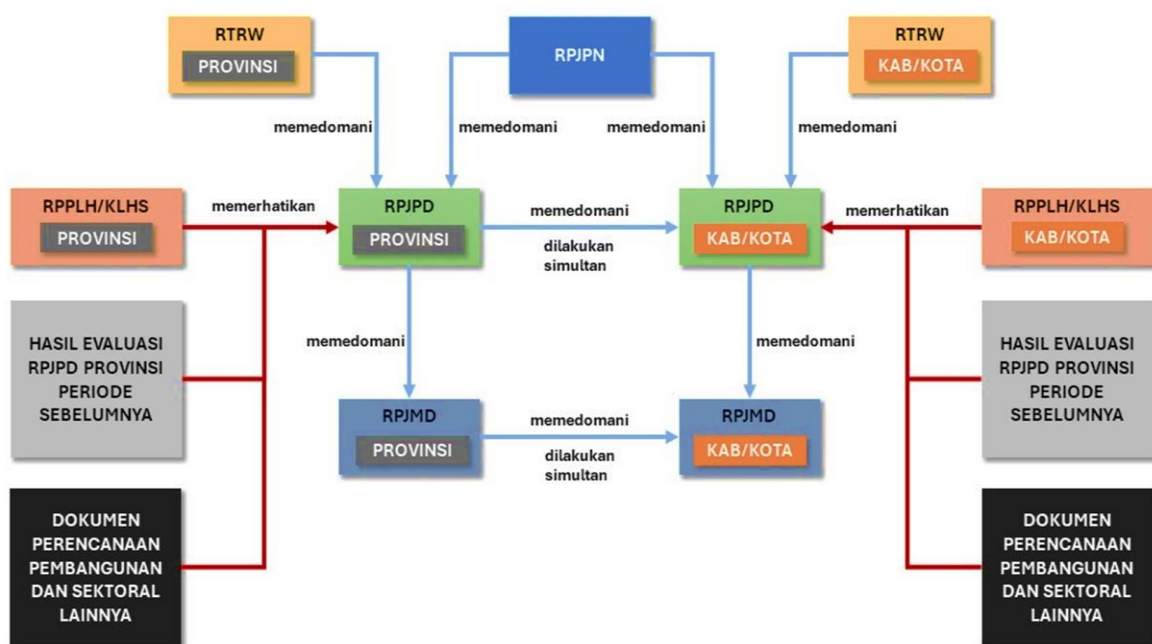 RTRW
PROVINSI
RPJPN
RTRW
KAB/KOTA
memedomani
memedomani
memedomani
memedomani
RPPLH/KLHS
PROVINSI
memerhatikan
RPJPD
PROVINSI
memedomani
dilakukan
simultan
RPJPD
KAB/KOTA
memerhatikan
RPPLH/KLHS
KAB/KOTA
HASIL EVALUASI
RPJPD PROVINSI
PERIODE
SEBELUMNYA
memedomani
memedomani
HASIL EVALUASI
RPJPD PROVINSI
PERIODE
SEBELUMNYA
RPJMD
PROVINSI
memedomani
dilakukan
simultan
RPJMD
KAB/KOTA
DOKUMEN
PERENCANAAN
PEMBANGUNAN
DAN SEKTORAL
LAINNYA
DOKUMEN
PERENCANAAN
PEMBANGUNAN
DAN SEKTORAL
LAINNYA